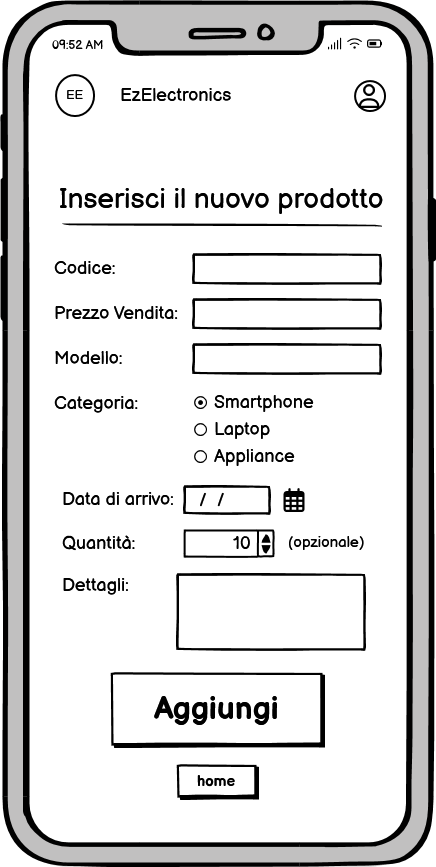 09:52 AM
EE EzElectronics
Inserisci il nuovo prodotto
Codice:
Prezzo Vendita:
Modello:
Categoria: Smartphone
Laptop
Appliance
Data di arrivo: / /
Quantità: 10 (opzionale)
Dettagli:
Aggiungi
home